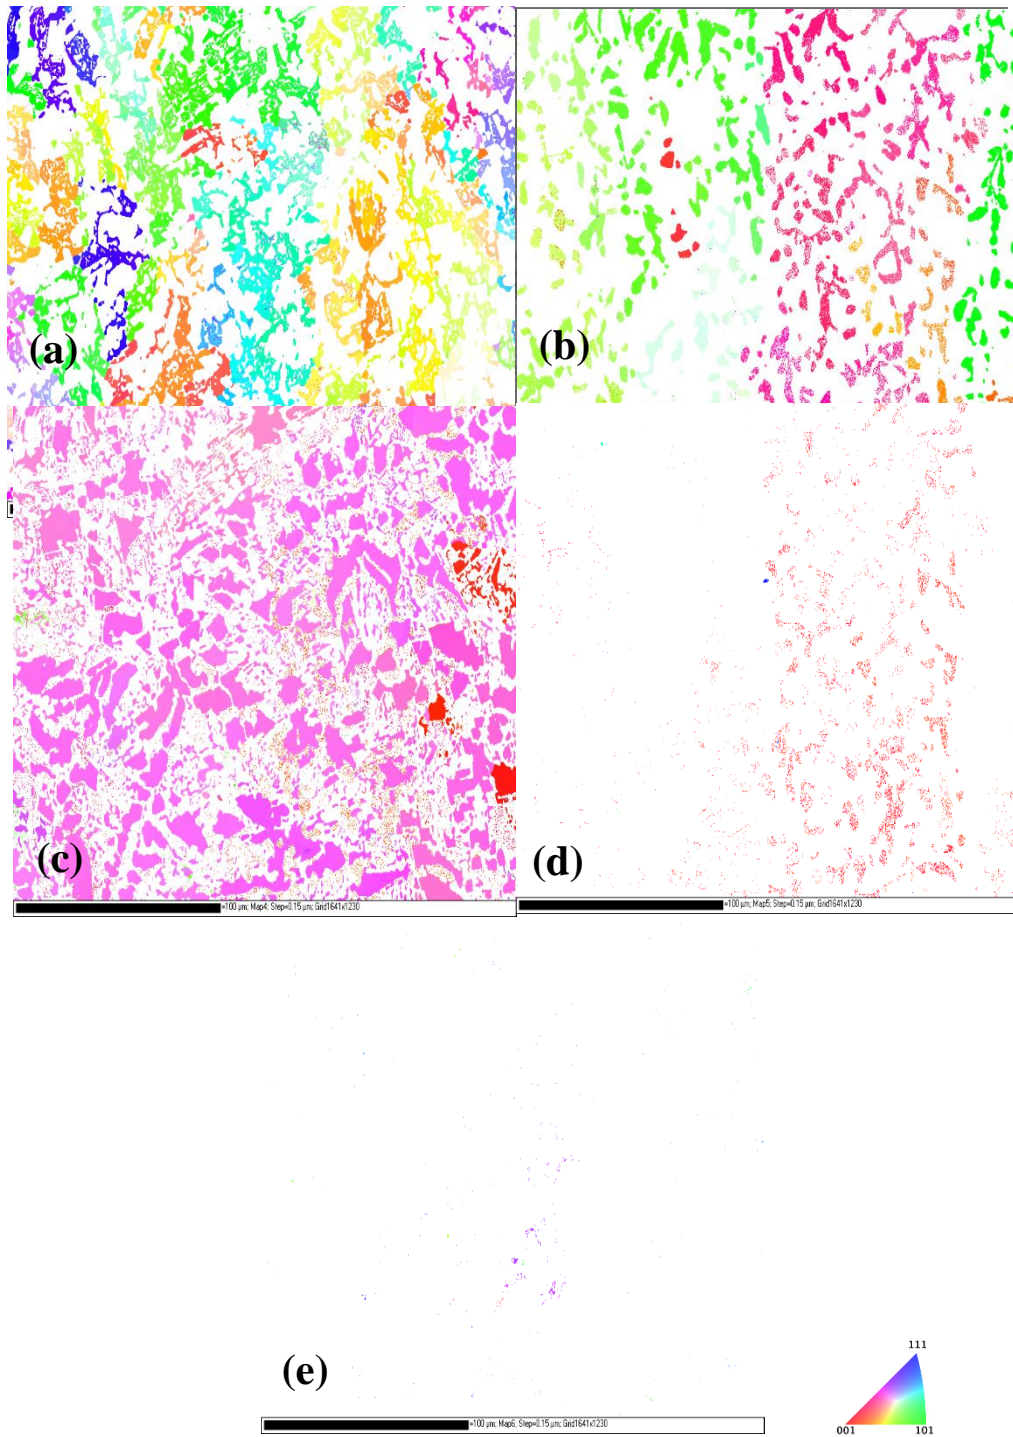 (a)
(b)
(c)
(d)
=100 µm; Map4; Step=0.15 µm; Grid1641x1230
=100 µm; Map5; Step=0.15 µm; Grid1641x1230
(e)
111
=100 µm; Map6; Step=0.15 µm; Grid1641x1230
001
101